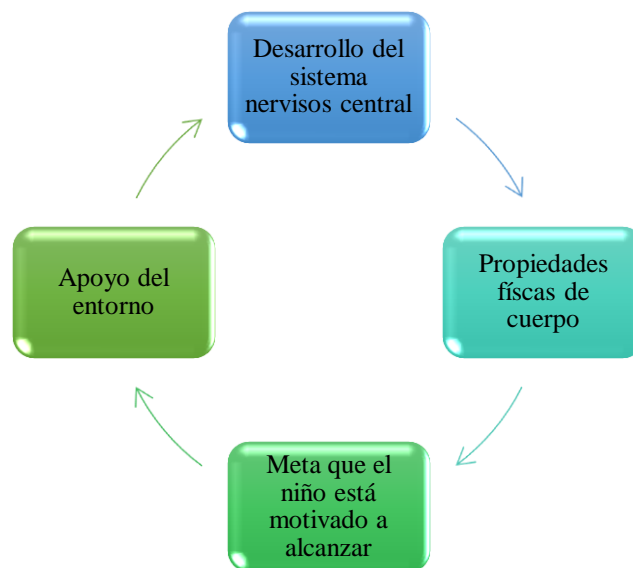 Desarrollo del
sistema
nervisos central
Propiedades
físcas de
cuerpo
Meta que el
niño está
motivado a
alcanzar
Apoyo del
entorno